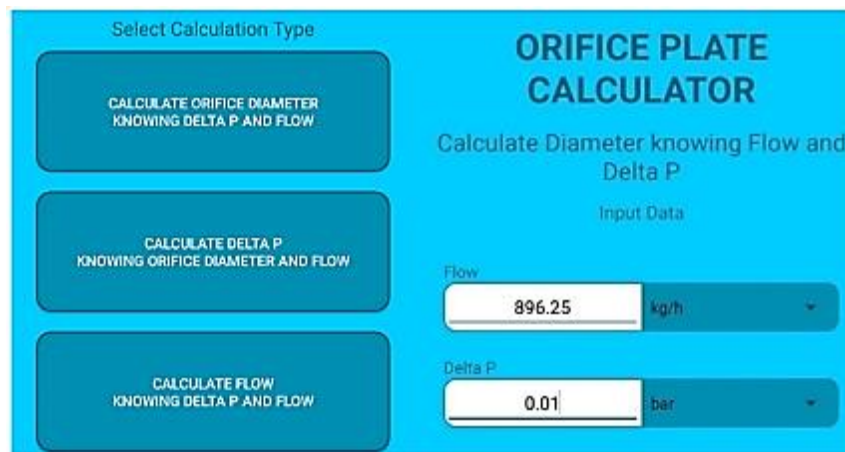 Select Calculation Type
CALCULATE ORIFICE DIAMETER
KNOWING DELTA P AND FLOW
CALCULATE DELTA P
KNOWING ORIFICE DIAMETER AND FLOW
CALCULATE FLOW
KNOWING DELTA P AND FLOW
ORIFICE PLATE
CALCULATOR
Calculate Diameter knowing Flow and
Delta P
Input Data
Flow
896.25 kg/h
Delta P
0.01 bar